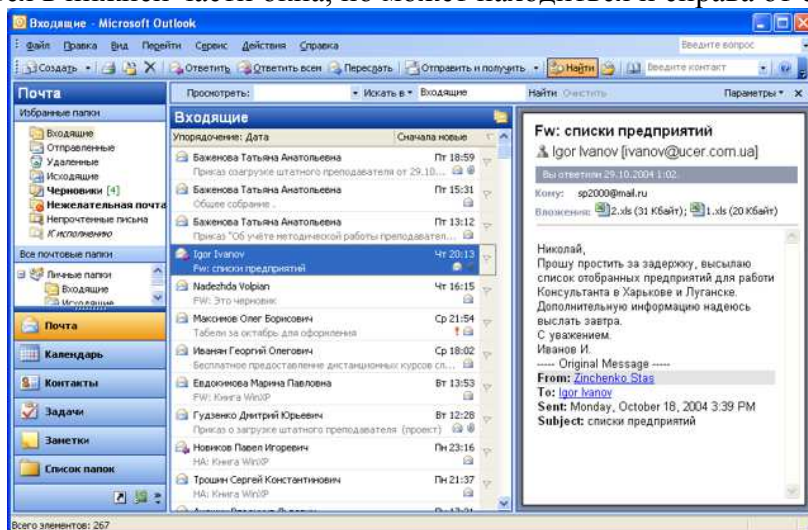 Входящие - Microsoft Outlook
Файл Правка Вид Перейти Сервис Действия Справка Введите вопрос
Создать Ответить Ответить всем Переслать Отправить и получить Найти Введите контакт
Почта Просмотреть: Искать в Входящие Найти Очистить Параметры
Избранные папки
Входящие
Отправленные
Удаленные
Исходящие
Черновики [4]
Нежелательная почта
Непрочтенные письма
К исполнению
Все почтовые папки
Личные папки
Входящие
Исходящие
Почта
Календарь
Контакты
Задачи
Заметки
Список папок
Всего элементов: 267
Входящие
Упорядочение: Дата Сначала новые
Баженова Татьяна Анатольевна Пт 18:59
Приказ озагрузке штатного преподавателя от 29.10...
Баженова Татьяна Анатольевна Пт 15:31
Общее собрание .
Баженова Татьяна Анатольевна Пт 13:12
Приказ "Об учёте методической работы преподавател...
Igor Ivanov Чт 20:13
Fw: списки предприятий
Nadezhda Volpian Чт 16:15
FW: Это черновик
Максимов Олег Борисович Ср 21:54
Табели за октябрь для оформления
Иванян Георгий Олегович Ср 18:02
Бесплатное предоставление дистанционных курсов сл...
Евдокимова Марина Павловна Вт 13:53
FW: Книга WinXP
Гудзенко Дмитрий Юрьевич Вт 12:28
Приказ о загрузке штатного преподавателя (проект)
Новиков Павел Игоревич Пн 23:16
НА: Книга WinXP
Трошин Сергей Константинович Пн 21:37
НА: Книга WinXP
Fw: списки предприятий
Igor Ivanov [ivanov@ucer.com.ua]
Вы ответили 29.10.2004 1:02.
Кому: sp2000@mail.ru
Вложения: 2.xls (31 Кбайт); 1.xls (20 Кбайт)
Николай,
Прошу простить за задержку, высылаю
список отобранных предприятий для работы
Консультанта в Харькове и Луганске.
Дополнительную информацию надеюсь
выслать завтра.
С уважением.
Иванов И.
----- Original Message -----
From: Zinchenko Stas
To: Igor Ivanov
Sent: Monday, October 18, 2004 3:39 PM
Subject: списки предприятий